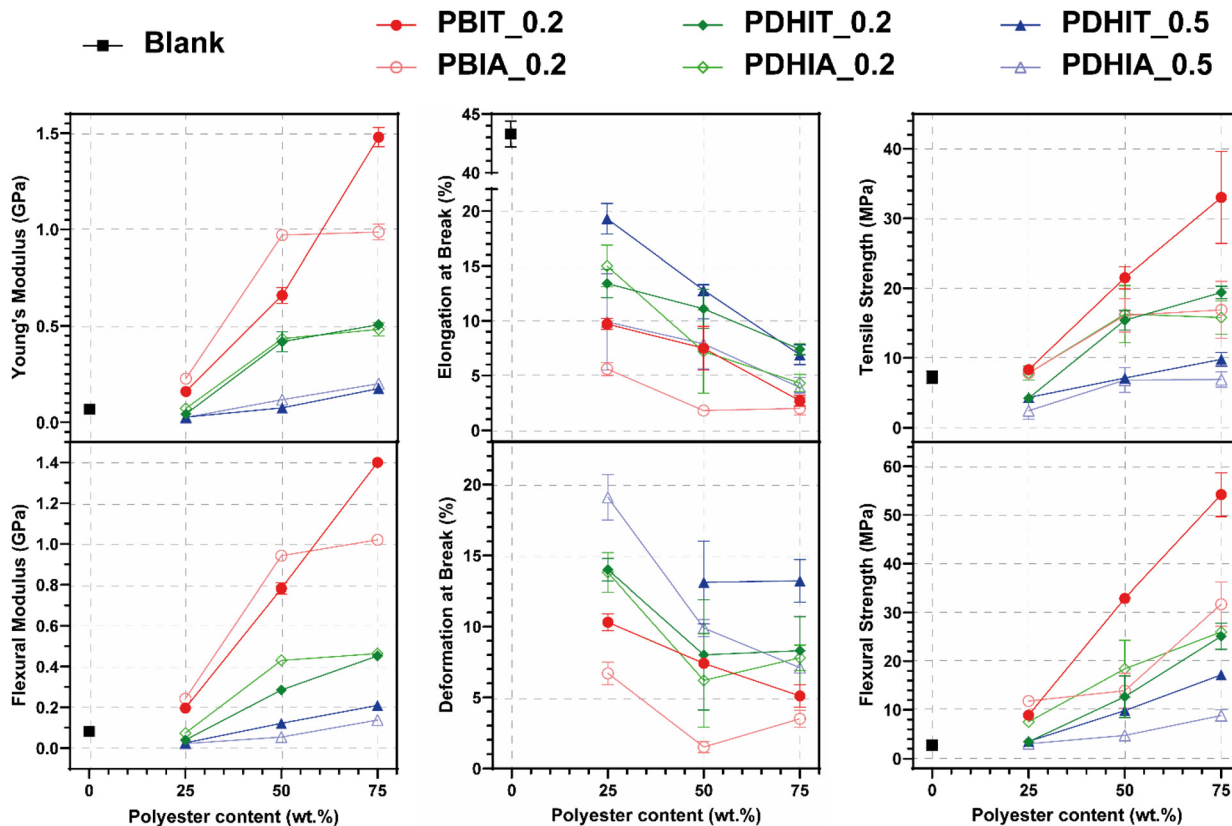 Blank
PBIT_0.2
PDHIT_0.2
PDHIT_0.5
PBIA_0.2
PDHIA_0.2
PDHIA_0.5
Young's Modulus (GPa)
1.5
1.0
0.5
0.0
Elongation at Break (%)
45
40
20
15
10
5
0
Tensile Strength (MPa)
40
30
20
10
0
Flexural Modulus (GPa)
1.4
1.2
1.0
0.8
0.6
0.4
0.2
0.0
0 25 50 75
Polyester content (wt.%)
Deformation at Break (%)
20
15
10
5
0
0 25 50 75
Polyester content (wt.%)
Flexural Strength (MPa)
60
50
40
30
20
10
0
0 25 50 75
Polyester content (wt.%)